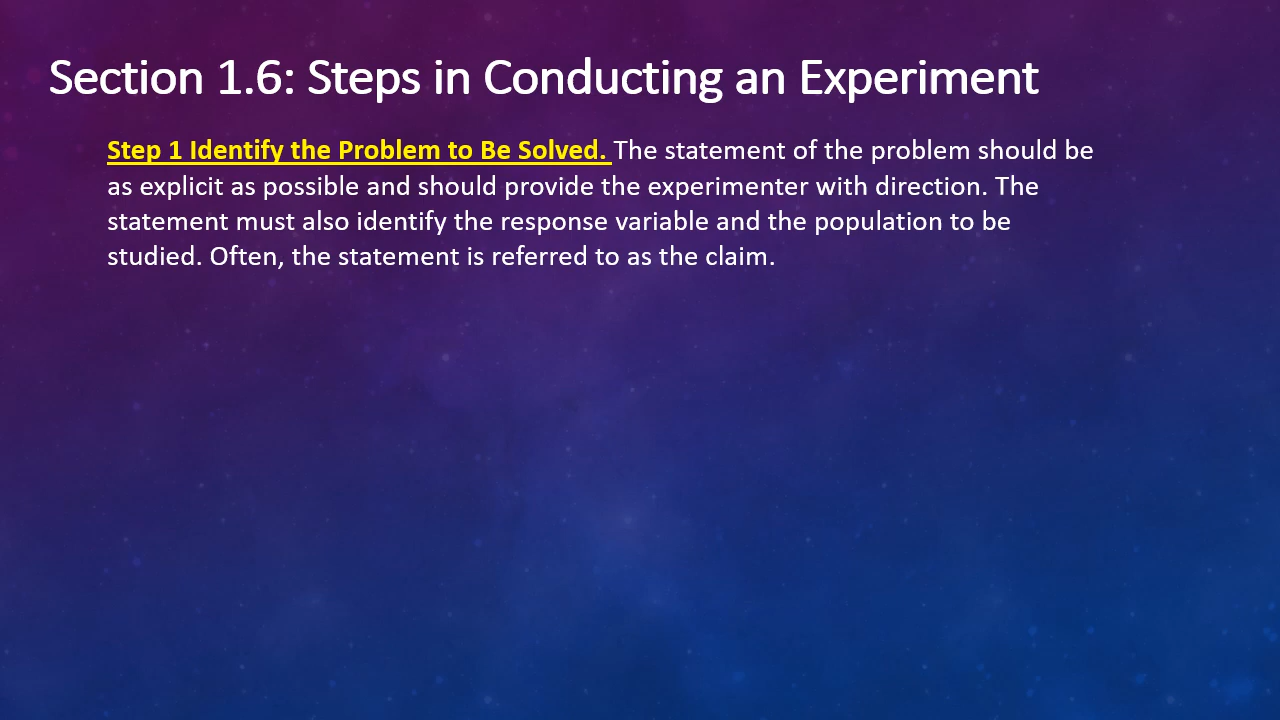 Section 1.6: Steps in Conducting an Experiment
Step 1 Identify the Problem to Be Solved. The statement of the problem should be
as explicit as possible and should provide the experimenter with direction. The
statement must also identify the response variable and the population to be
studied. Often, the statement is referred to as the claim.